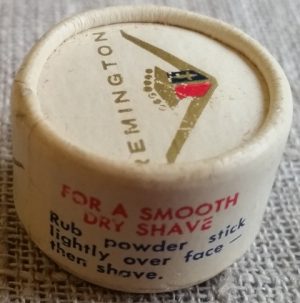 REMINGTON
FOR A SMOOTH
DRY SHAVE
Rub powder stick
lightly over face —
then shave.